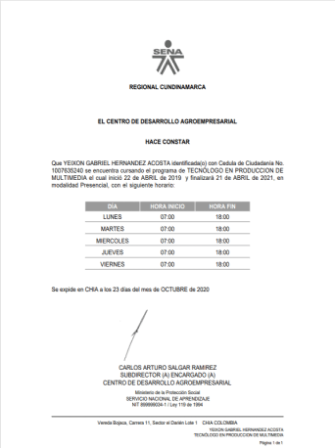 SENA
REGIONAL CUNDINAMARCA
EL CENTRO DE DESARROLLO AGROEMPRESARIAL
HACE CONSTAR
Que YEIXON GABRIEL HERNANDEZ ACOSTA identificada(o) con Cedula de Ciudadania No.
1007635240 se encuentra cursando el programa de TECNÓLOGO EN PRODUCCION DE
MULTIMEDIA el cual inició 22 de ABRIL de 2019 y finalizará 21 de ABRIL de 2021, en
modalidad Presencial, con el siguiente horario:
DÍA HORA INICIO HORA FIN
LUNES 07:00 18:00
MARTES 07:00 18:00
MIERCOLES 07:00 18:00
JUEVES 07:00 18:00
VIERNES 07:00 18:00
Se expide en CHIA a los 23 días del mes de OCTUBRE de 2020
CARLOS ARTURO SALGAR RAMIREZ
SUBDIRECTOR (A) ENCARGADO (A)
CENTRO DE DESARROLLO AGROEMPRESARIAL
Ministerio de la Protección Social
SERVICIO NACIONAL DE APRENDIZAJE
NIT 899999034-1 / Ley 119 de 1994
Vereda Bojaca, Carrera 11, Sector el Darién Lote 1 CHIA COLOMBIA
YEIXON GABRIEL HERNANDEZ ACOSTA
TECNÓLOGO EN PRODUCCION DE MULTIMEDIA
Página 1 de 1